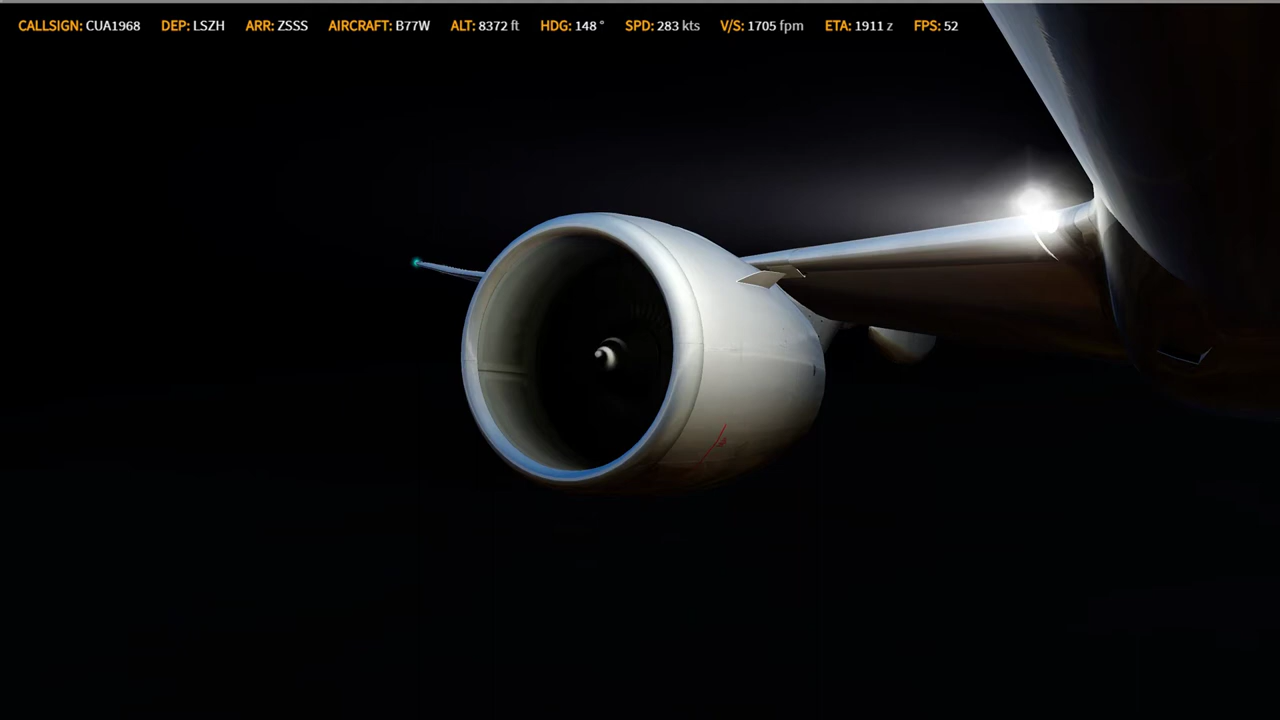 CALLSIGN: CUA1968 DEP: LSZH ARR: ZSSS AIRCRAFT: B77W ALT: 8372 ft HDG: 148 ° SPD: 283 kts V/S: 1705 fpm ETA: 1911 z FPS: 52